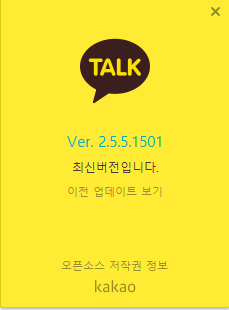 TALK
Ver. 2.5.5.1501
최신버전입니다.
이전 업데이트 보기
오픈소스 저작권 정보
kakao